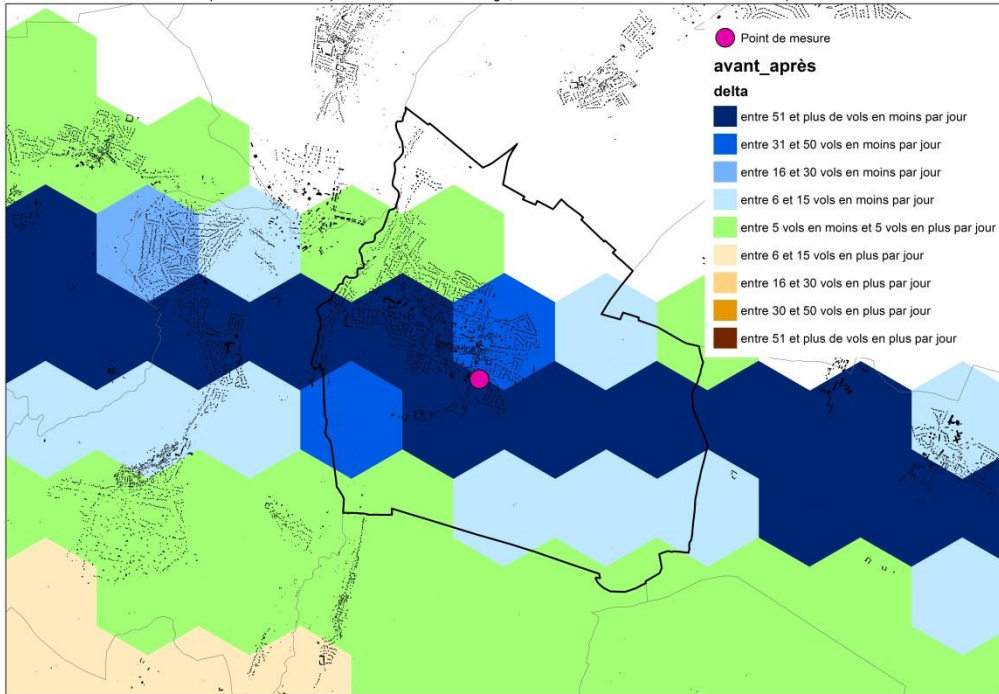 Point de mesure
avant_après
delta
entre 51 et plus de vols en moins par jour
entre 31 et 50 vols en moins par jour
entre 16 et 30 vols en moins par jour
entre 6 et 15 vols en moins par jour
entre 5 vols en moins et 5 vols en plus par jour
entre 6 et 15 vols en plus par jour
entre 16 et 30 vols en plus par jour
entre 30 et 50 vols en plus par jour
entre 51 et plus de vols en plus par jour